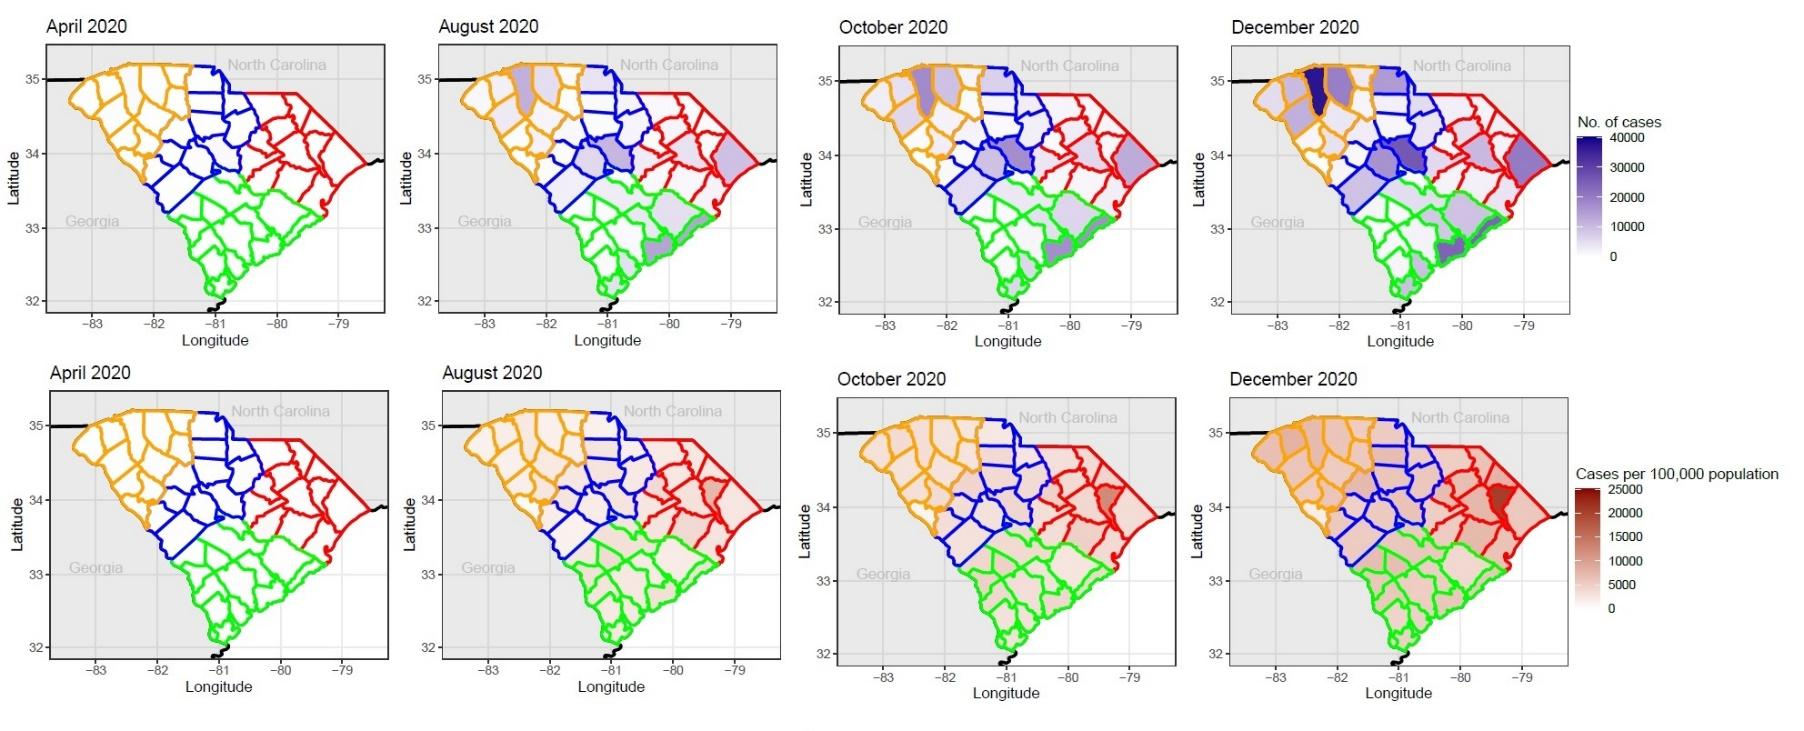 April 2020
North Carolina
Georgia
Latitude
35
34
33
32
−83
−82
−81
−80
−79
Longitude
August 2020
North Carolina
Georgia
Latitude
35
34
33
32
−83
−82
−81
−80
−79
Longitude
October 2020
North Carolina
Georgia
Latitude
35
34
33
32
−83
−82
−81
−80
−79
Longitude
December 2020
North Carolina
Georgia
Latitude
35
34
33
32
−83
−82
−81
−80
−79
Longitude
No. of cases
40000
30000
20000
10000
0
April 2020
North Carolina
Georgia
Latitude
35
34
33
32
−83
−82
−81
−80
−79
Longitude
August 2020
North Carolina
Georgia
Latitude
35
34
33
32
−83
−82
−81
−80
−79
Longitude
October 2020
North Carolina
Georgia
Latitude
35
34
33
32
−83
−82
−81
−80
−79
Longitude
December 2020
North Carolina
Georgia
Latitude
35
34
33
32
−83
−82
−81
−80
−79
Longitude
Cases per 100,000 population
25000
20000
15000
10000
5000
0